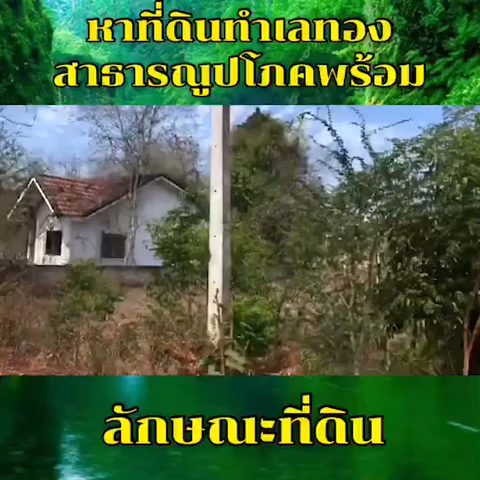 หาที่ดินทำเลทอง
สาธารณูปโภคพร้อม
ลักษณะที่ดิน